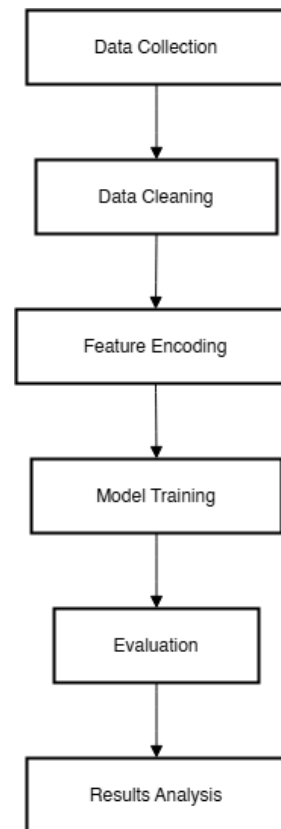 Data Collection
Data Cleaning
Feature Encoding
Model Training
Evaluation
Results Analysis